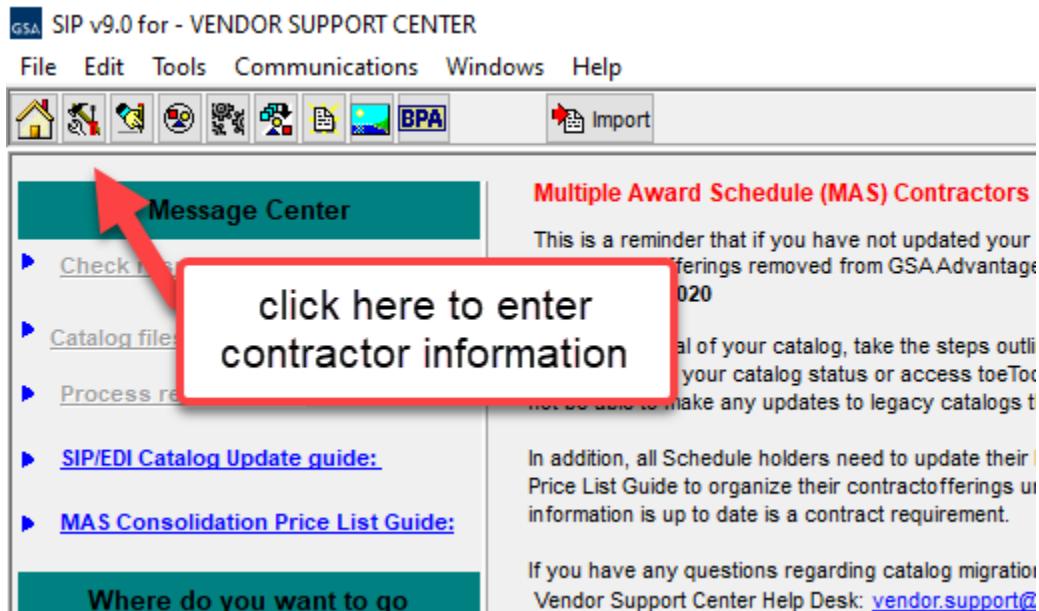 GSA SIP v9.0 for - VENDOR SUPPORT CENTER
File Edit Tools Communications Windows Help
BPA Import
Message Center
Check
Catalog files
Process
SIP/EDI Catalog Update guide:
MAS Consolidation Price List Guide:
Where do you want to go
click here to enter
contractor information
Multiple Award Schedule (MAS) Contractors
This is a reminder that if you have not updated your
ferings removed from GSAAdvantage
020
al of your catalog, take the steps outli
your catalog status or access toeToo
not be able to make any updates to legacy catalogs t
In addition, all Schedule holders need to update their
Price List Guide to organize their contractofferings u
information is up to date is a contract requirement.
If you have any questions regarding catalog migration
Vendor Support Center Help Desk: vendor.support@